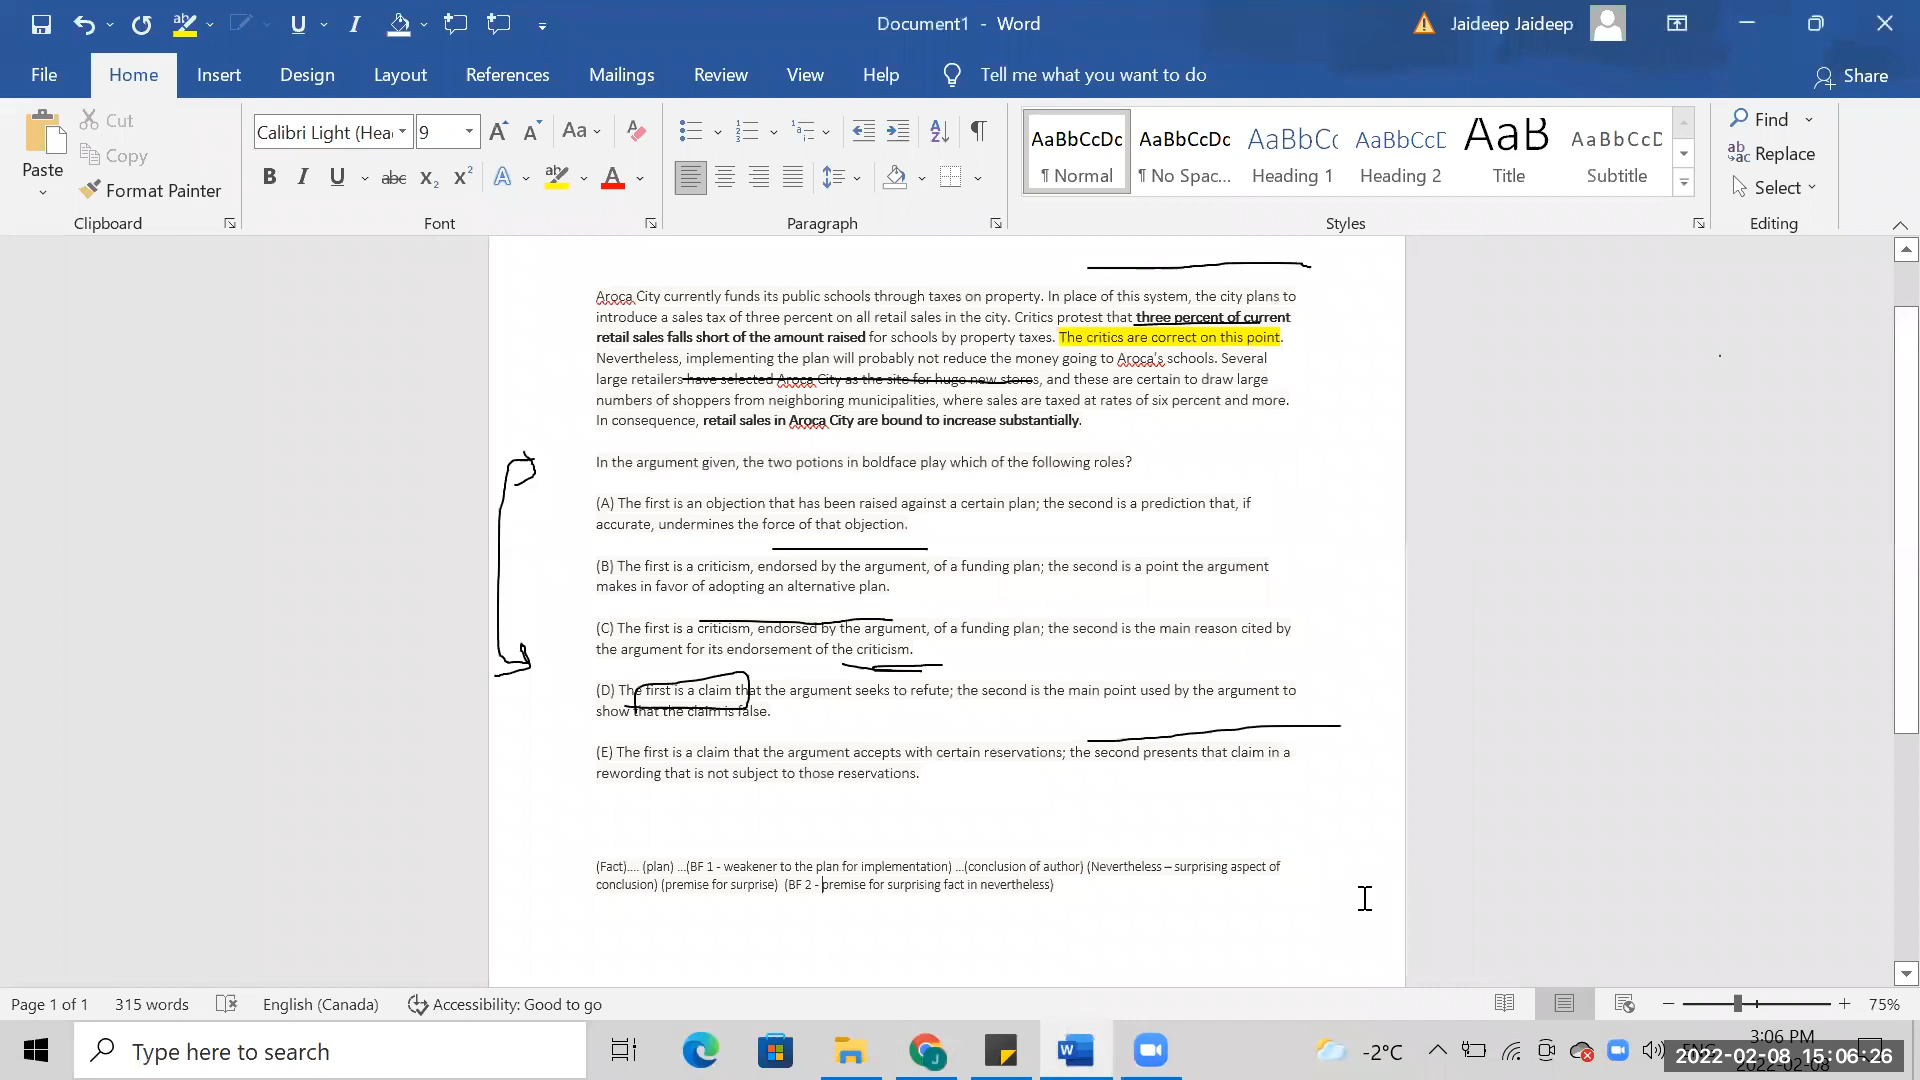 Document1 - Word
Jaideep Jaideep
File Home Insert Design Layout References Mailings Review View Help Tell me what you want to do
Share
Paste
Cut
Copy
Format Painter
Clipboard
Calibri Light (Hea
9
Font
Paragraph
AaBbCcDc AaBbCcDc AaBbCc AaBbCcD AaB AaBbCcD
¶ Normal ¶ No Spac... Heading 1 Heading 2 Title Subtitle
Styles
Find
Replace
Select
Editing
Aroca City currently funds its public schools through taxes on property. In place of this system, the city plans to
introduce a sales tax of three percent on all retail sales in the city. Critics protest that three percent of current
retail sales falls short of the amount raised for schools by property taxes. The critics are correct on this point.
Nevertheless, implementing the plan will probably not reduce the money going to Aroca's schools. Several
large retailers have selected Aroca City as the site for huge new stores, and these are certain to draw large
numbers of shoppers from neighboring municipalities, where sales are taxed at rates of six percent and more.
In consequence, retail sales in Aroca City are bound to increase substantially.
In the argument given, the two potions in boldface play which of the following roles?
(A) The first is an objection that has been raised against a certain plan; the second is a prediction that, if
accurate, undermines the force of that objection.
(B) The first is a criticism, endorsed by the argument, of a funding plan; the second is a point the argument
makes in favor of adopting an alternative plan.
(C) The first is a criticism, endorsed by the argument, of a funding plan; the second is the main reason cited by
the argument for its endorsement of the criticism.
(D) The first is a claim that the argument seeks to refute; the second is the main point used by the argument to
show that the claim is false.
(E) The first is a claim that the argument accepts with certain reservations; the second presents that claim in a
rewording that is not subject to those reservations.
(Fact).... (plan) ...(BF 1 - weakener to the plan for implementation) ...(conclusion of author) (Nevertheless – surprising aspect of
conclusion) (premise for surprise) (BF 2 - premise for surprising fact in nevertheless)
Page 1 of 1 315 words English (Canada) Accessibility: Good to go 75%
Type here to search
-2°C
3:06 PM
2022-02-08 15:06:26